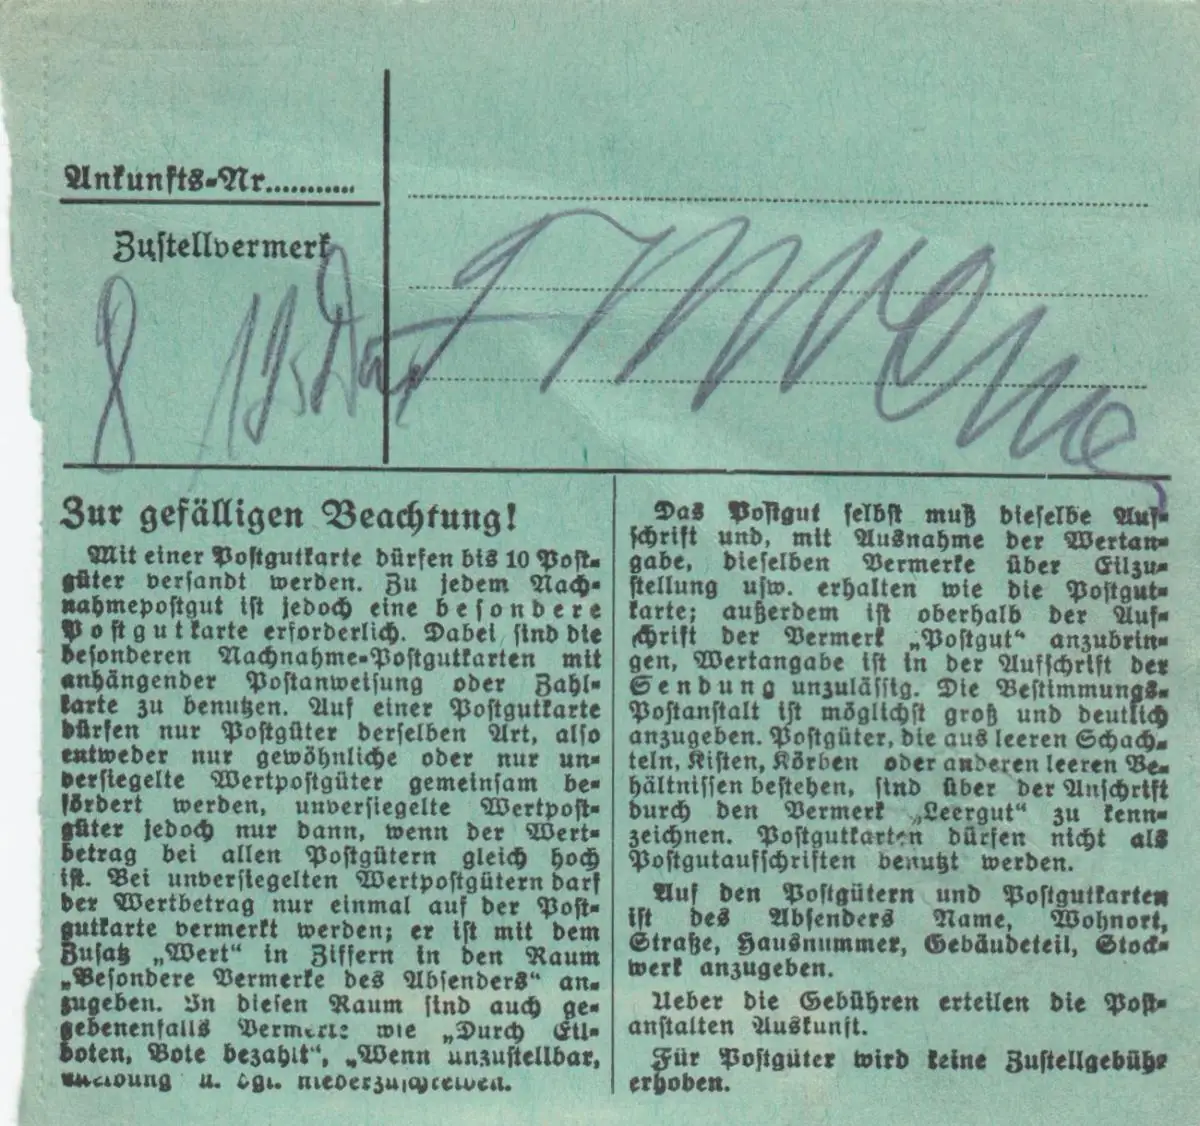 Ankunfts-Nr............
Zustellvermerk
8
Zur gefälligen Beachtung!
Mit einer Postgutkarte dürfen bis 10 Post-
güter versandt werden. Zu jedem Nach-
nahmepostgut ist jedoch eine besondere
Postgutkarte erforderlich. Dabei sind die
besonderen Nachnahme-Postgutkarten mit
anhängender Postanweisung oder Zahl-
karte zu benutzen. Auf einer Postgutkarte
dürfen nur Postgüter derselben Art, also
entweder nur gewöhnliche oder nur un-
versiegelte Wertpostgüter gemeinsam be-
fördert werden, unversiegelte Wertpost-
güter jedoch nur dann, wenn der Wert-
betrag bei allen Postgütern gleich hoch
ist. Bei unversiegelten Wertpostgütern darf
der Wertbetrag nur einmal auf der Post-
gutkarte vermerkt werden; er ist mit dem
Zusatz „Wert“ in Ziffern in den Raum
„Besondere Vermerke des Absenders“ an-
zugeben. In diesen Raum sind auch ge-
gebenenfalls Vermerke wie „Durch Eil-
boten, Bote bezahlt“, „Wenn unzustellbar,
Meldung u. dgl. niederzuschreiben.
Das Postgut selbst muß dieselbe Auf-
schrift und, mit Ausnahme der Wertan-
gabe, dieselben Vermerke über Eilzu-
stellung usw. erhalten wie die Postgut-
karte; außerdem ist oberhalb der Auf-
schrift der Vermerk „Postgut“ anzubrin-
gen, Wertangabe ist in der Aufschrift der
Sendung unzulässig. Die Bestimmungs-
Postanstalt ist möglichst groß und deutlich
anzugeben. Postgüter, die aus leeren Schach-
teln, Kisten, Körben oder anderen leeren Be-
hältnissen bestehen, sind über der Anschrift
durch den Vermerk „Leergut“ zu kenn-
zeichnen. Postgutkarten dürfen nicht als
Postgutaufschriften benutzt werden.
Auf den Postgütern und Postgutkarten
ist des Absenders Name, Wohnort,
Straße, Hausnummer, Gebäudeteil, Stock-
werk anzugeben.
Ueber die Gebühren erteilen die Post-
anstalten Auskunft.
Für Postgüter wird keine Zustellgebühr
erhoben.